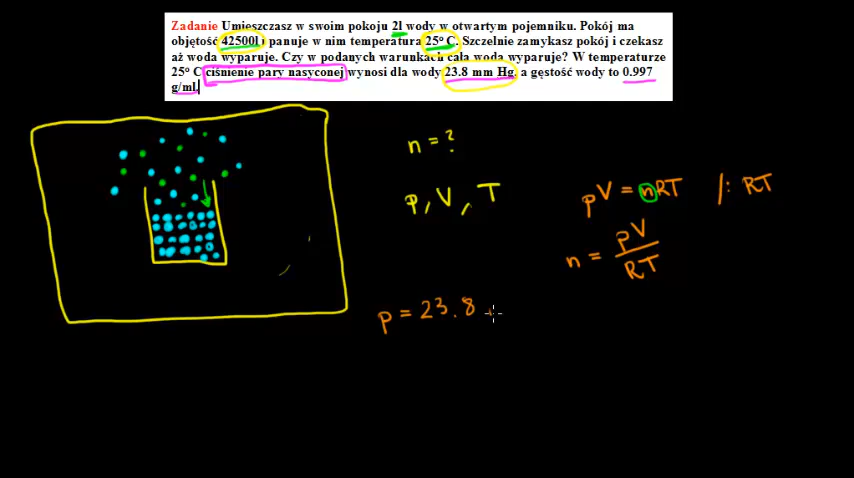 Zadanie Umieszczasz w swoim pokoju 2l wody w otwartym pojemniku. Pokój ma
objętość 42500l i panuje w nim temperatura 25° C. Szczelnie zamykasz pokój i czekasz
aż woda wyparuje. Czy w podanych warunkach cała woda wyparuje? W temperaturze
25° C ciśnienie pary nasyconej wynosi dla wody 23.8 mm Hg, a gęstość wody to 0.997
g/ml.
n = ?
P, V, T
pV = nRT /: RT
n = pV
RT
p = 23.8